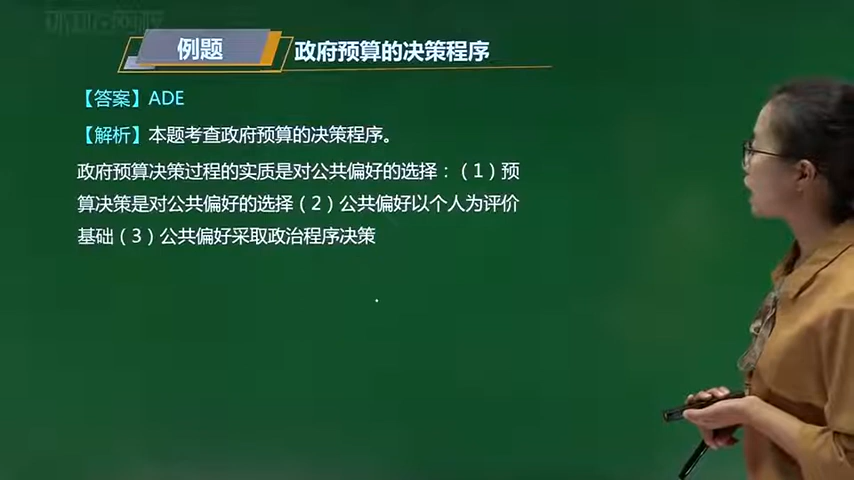 例题
政府预算的决策程序
【答案】ADE
【解析】本题考查政府预算的决策程序。
政府预算决策过程的实质是对公共偏好的选择：（1）预
算决策是对公共偏好的选择（2）公共偏好以个人为评价
基础（3）公共偏好采取政治程序决策